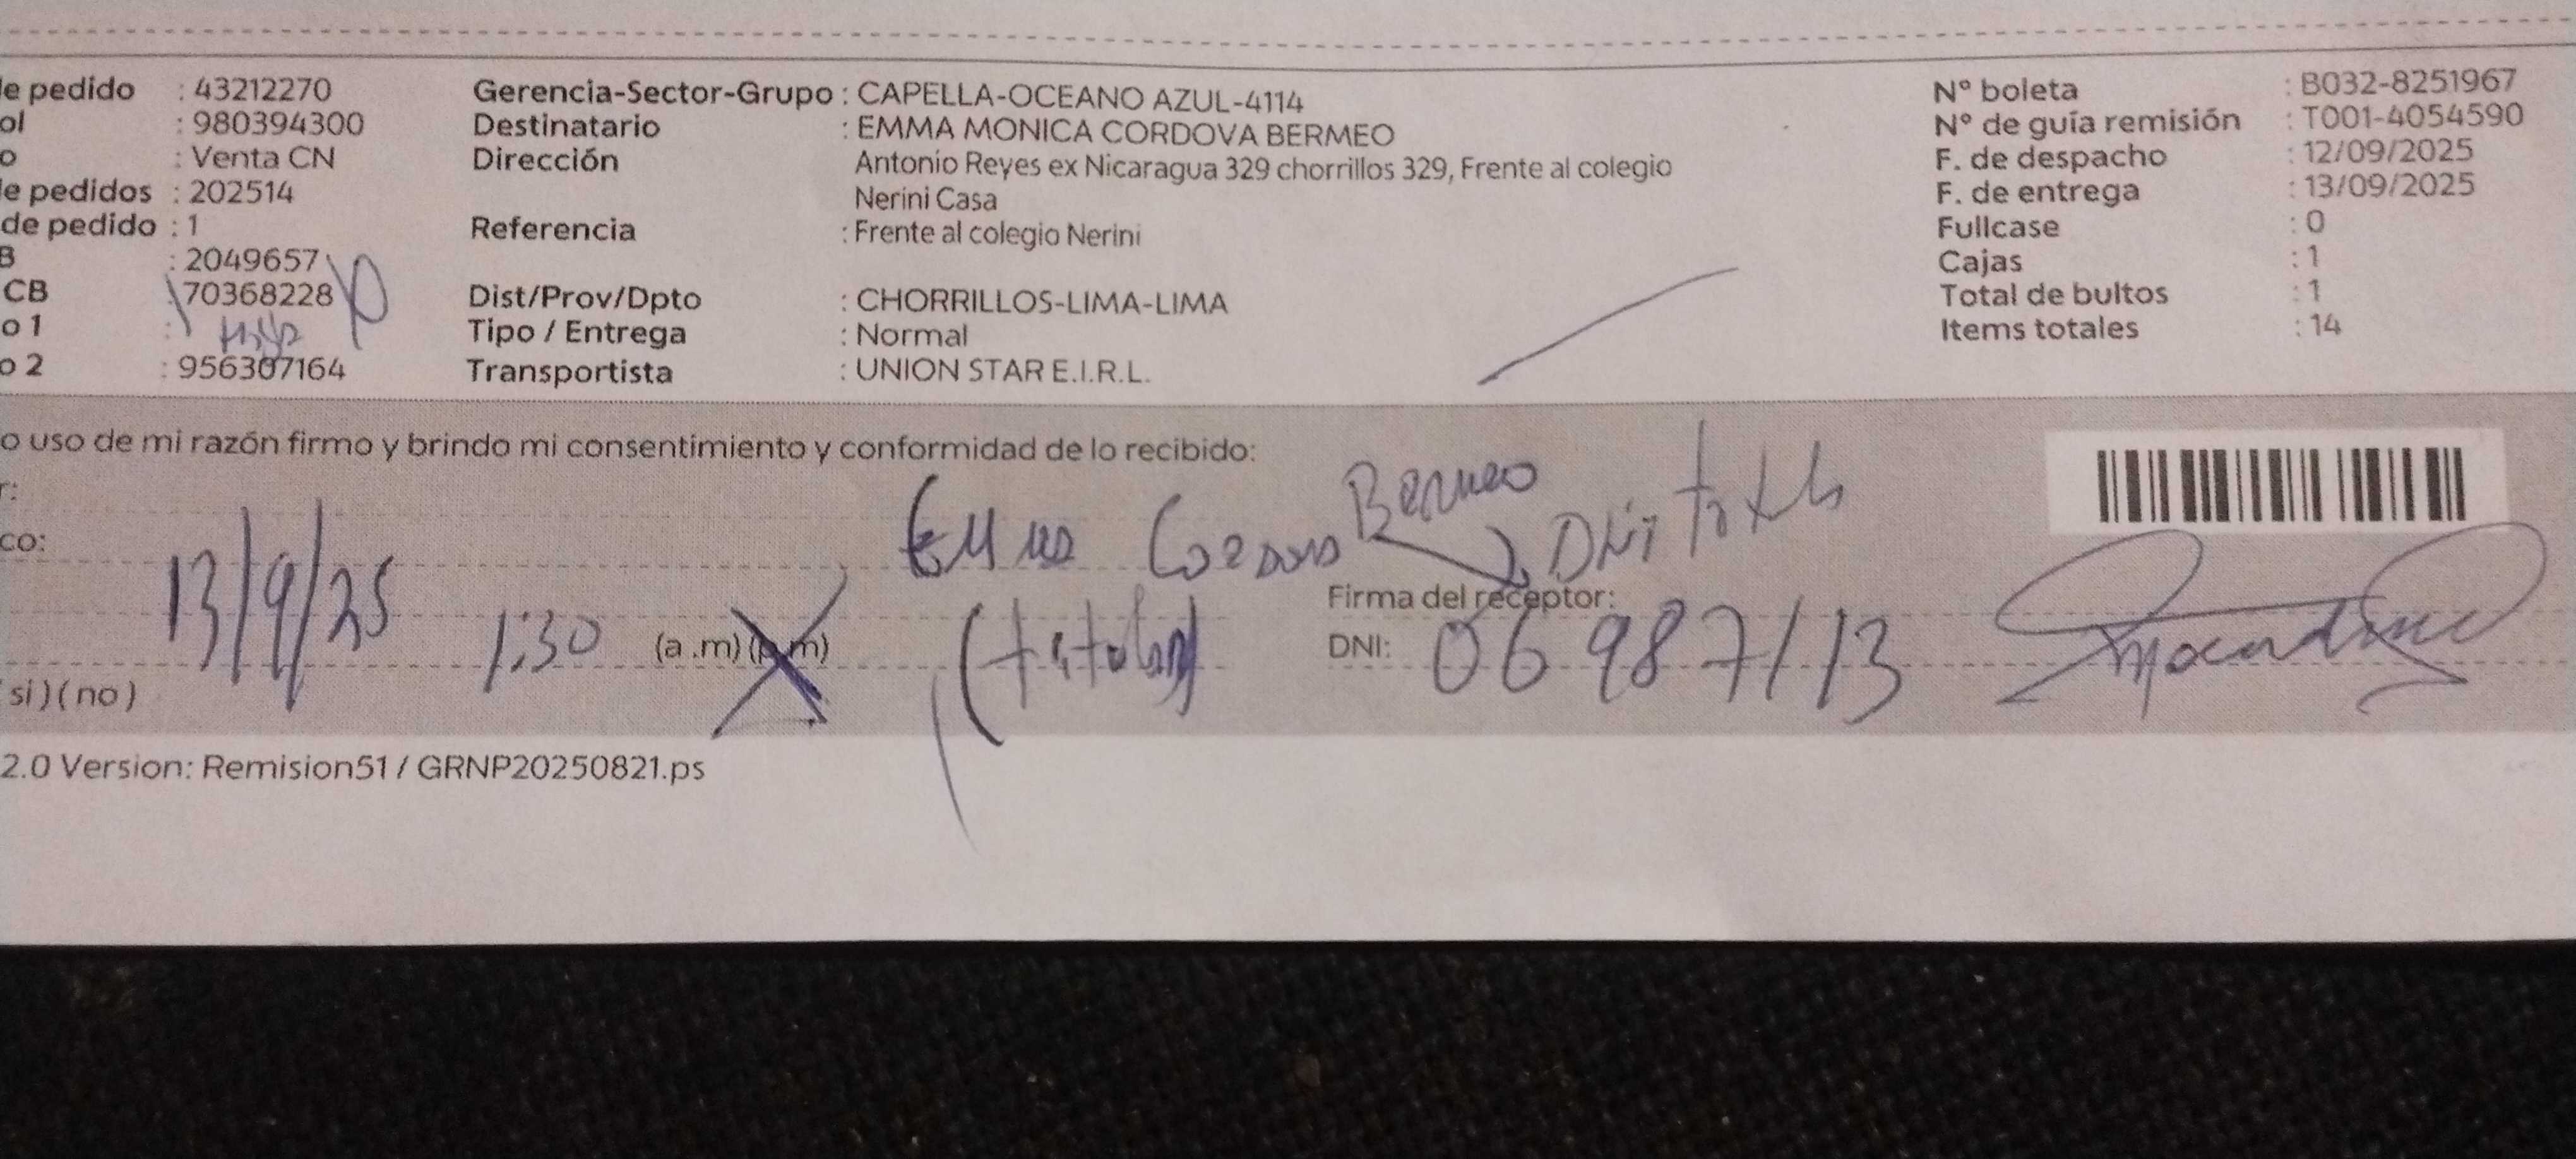 le pedido : 43212270 Gerencia-Sector-Grupo : CAPELLA-OCEANO AZUL-4114 N° boleta : B032-8251967
ol : 980394300 Destinatario : EMMA MONICA CORDOVA BERMEO N° de guía remisión : T001-4054590
o : Venta CN Dirección Antonio Reyes ex Nicaragua 329 chorrillos 329, Frente al colegio F. de despacho : 12/09/2025
le pedidos : 202514 Nerini Casa F. de entrega : 13/09/2025
de pedido : 1 Referencia : Frente al colegio Nerini Fullcase : 0
B : 2049657 Cajas : 1
CB : 70368228 Dist/Prov/Dpto : CHORRILLOS-LIMA-LIMA Total de bultos : 1
o 1 : Tipo / Entrega : Normal Items totales : 14
o 2 : 956307164 Transportista : UNION STAR E.I.R.L.
o uso de mi razón firmo y brindo mi consentimiento y conformidad de lo recibido:
r:
Bermeo
co: Emma Cordova DNI
13/9/25 Firma del receptor:
1:30 (a .m) (p.m) (titular) DNI: 06987113
si ) ( no )
2.0 Version: Remision51 / GRNP20250821.ps